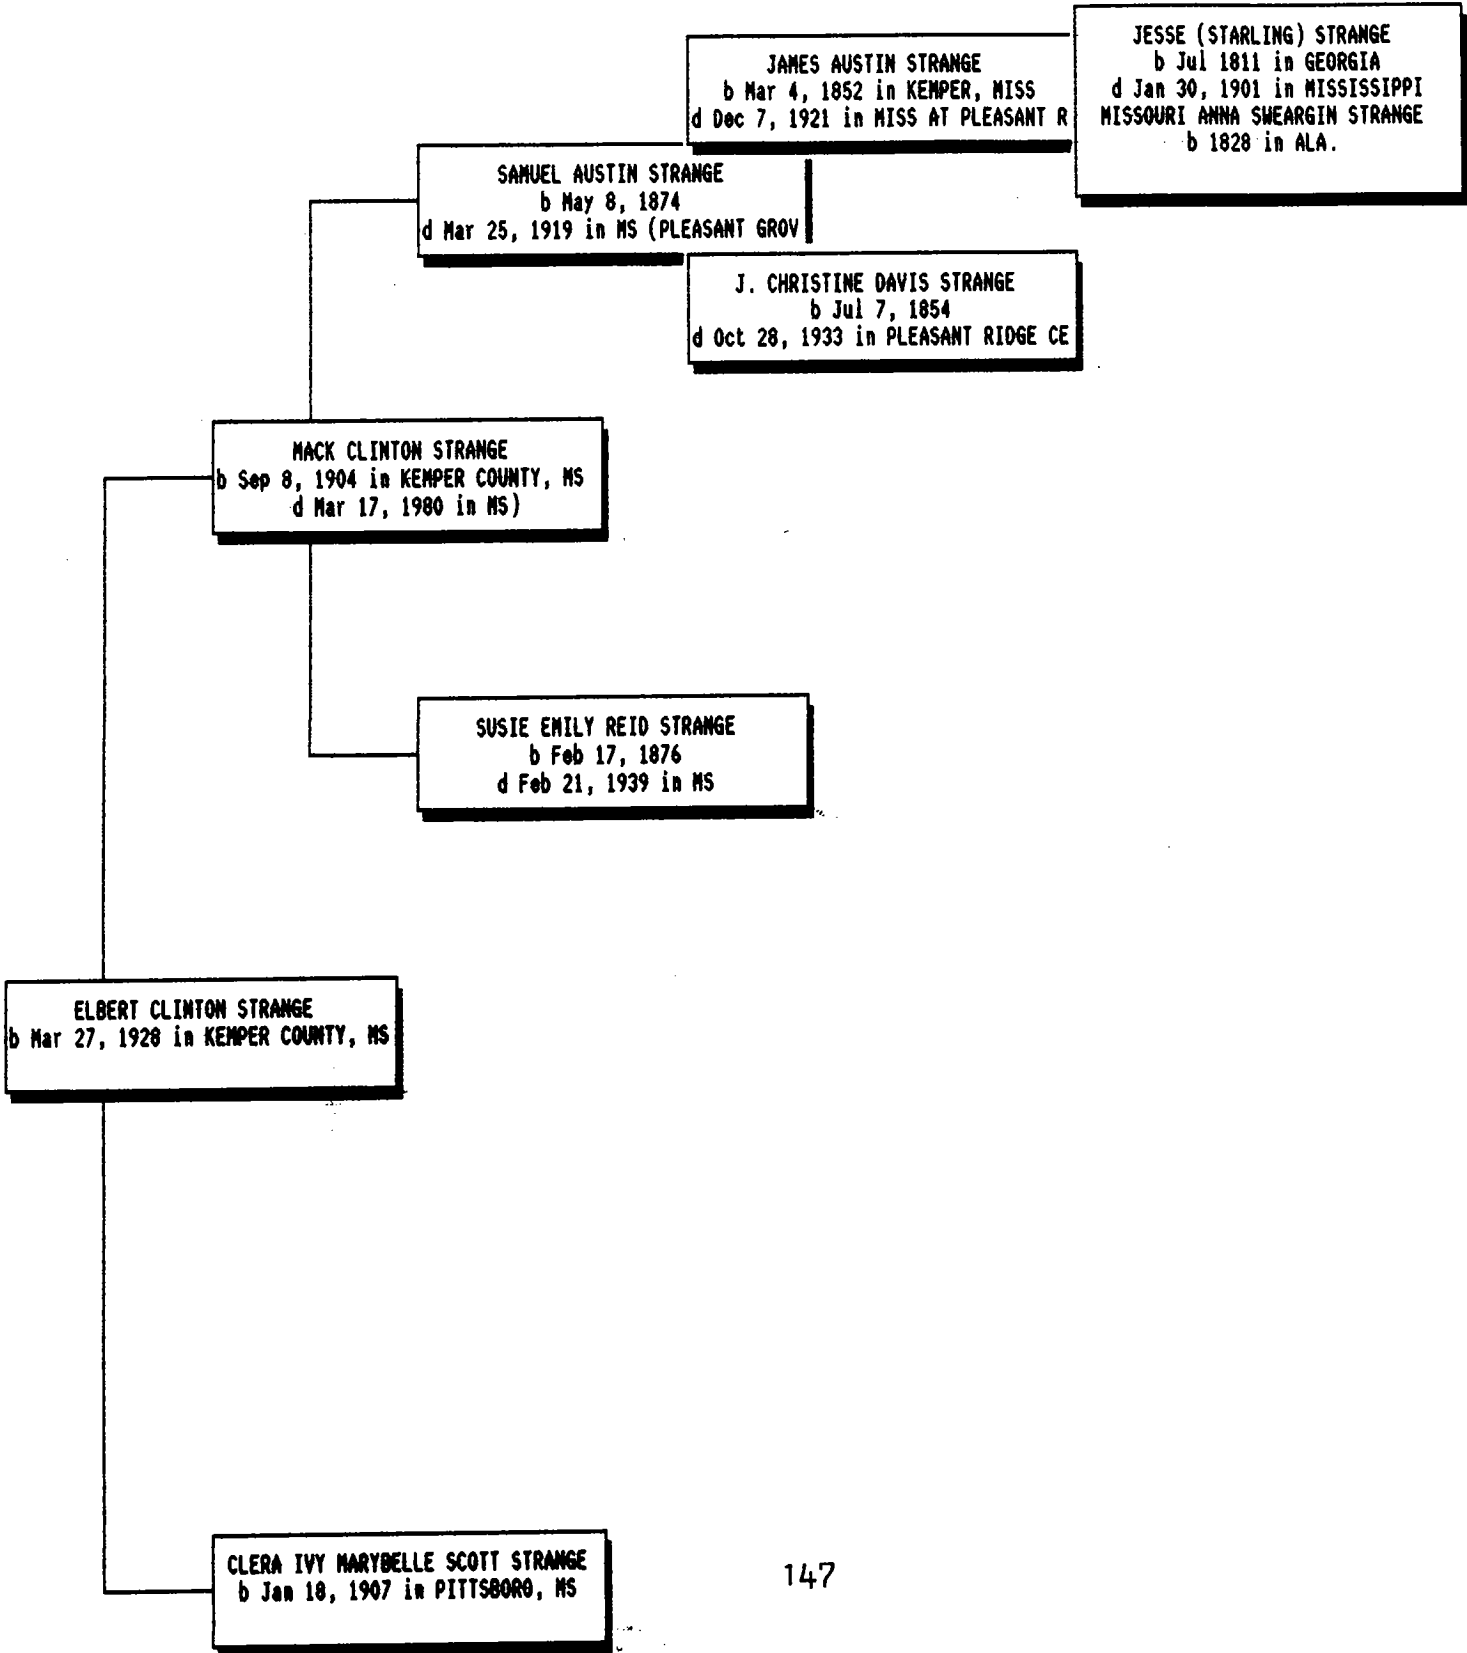 JESSE (STARLING) STRANGE
b Jul 1811 in GEORGIA
d Jan 30, 1901 in MISSISSIPPI
MISSOURI ANNA SWEARGIN STRANGE
b 1828 in ALA.
JAMES AUSTIN STRANGE
b Mar 4, 1852 in KEMPER, MISS
d Dec 7, 1921 in MISS AT PLEASANT R
SAMUEL AUSTIN STRANGE
b May 8, 1874
d Mar 25, 1919 in MS (PLEASANT GROV
J. CHRISTINE DAVIS STRANGE
b Jul 7, 1854
d Oct 28, 1933 in PLEASANT RIDGE CE
MACK CLINTON STRANGE
b Sep 8, 1904 in KEMPER COUNTY, MS
d Mar 17, 1980 in MS)
SUSIE EMILY REID STRANGE
b Feb 17, 1876
d Feb 21, 1939 in MS
ELBERT CLINTON STRANGE
b Mar 27, 1928 in KEMPER COUNTY, MS
CLERA IVY MARYBELLE SCOTT STRANGE
b Jan 18, 1907 in PITTSBORO, MS
147